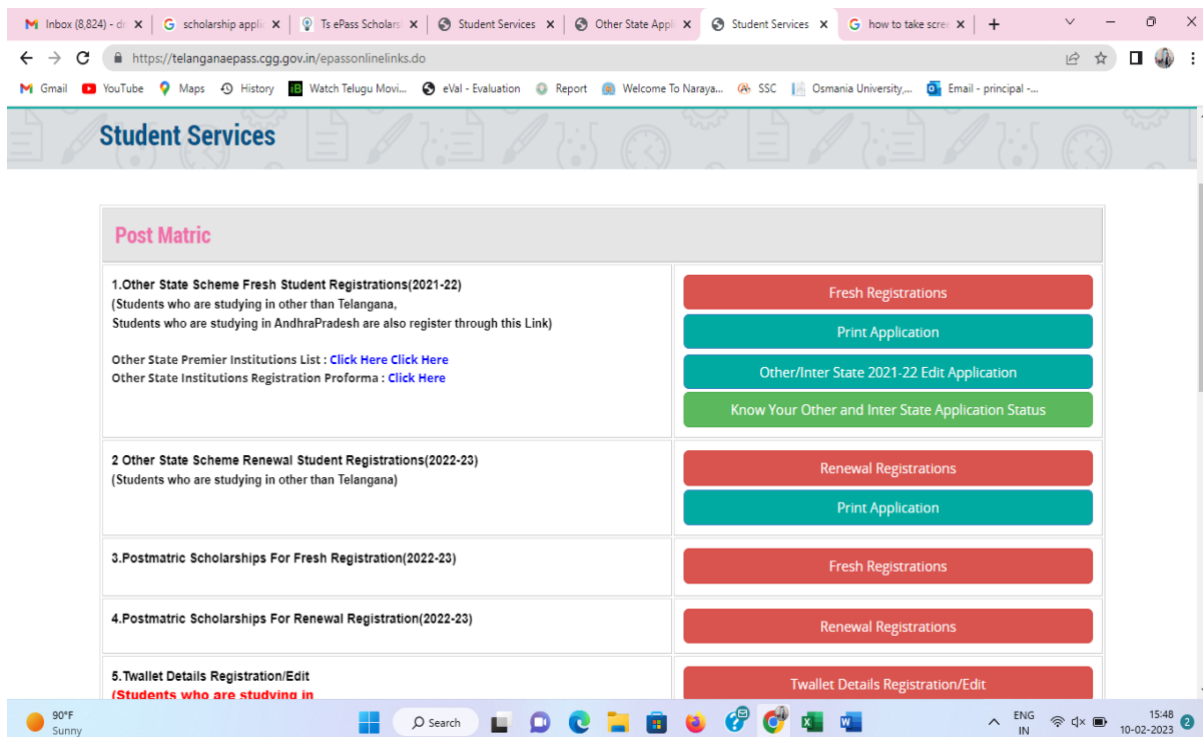 Inbox (8,824) - dr
scholarship appli
Ts ePass Scholars
Student Services
Other State Appli
Student Services
how to take scree
https://telanganaepass.cgg.gov.in/epassonlinelinks.do
Gmail
YouTube
Maps
History
Watch Telugu Movi...
eVal - Evaluation
Report
Welcome To Naraya...
SSC
Osmania University,...
Email - principal -...
Student Services
Post Matric
1.Other State Scheme Fresh Student Registrations(2021-22)
(Students who are studying in other than Telangana,
Students who are studying in AndhraPradesh are also register through this Link)
Other State Premier Institutions List : Click Here Click Here
Other State Institutions Registration Proforma : Click Here
Fresh Registrations
Print Application
Other/Inter State 2021-22 Edit Application
Know Your Other and Inter State Application Status
2 Other State Scheme Renewal Student Registrations(2022-23)
(Students who are studying in other than Telangana)
Renewal Registrations
Print Application
3.Postmatric Scholarships For Fresh Registration(2022-23)
Fresh Registrations
4.Postmatric Scholarships For Renewal Registration(2022-23)
Renewal Registrations
5.Twallet Details Registration/Edit
(Students who are studying in
Twallet Details Registration/Edit
90°F
Sunny
Search
ENG
IN
15:48
10-02-2023
2